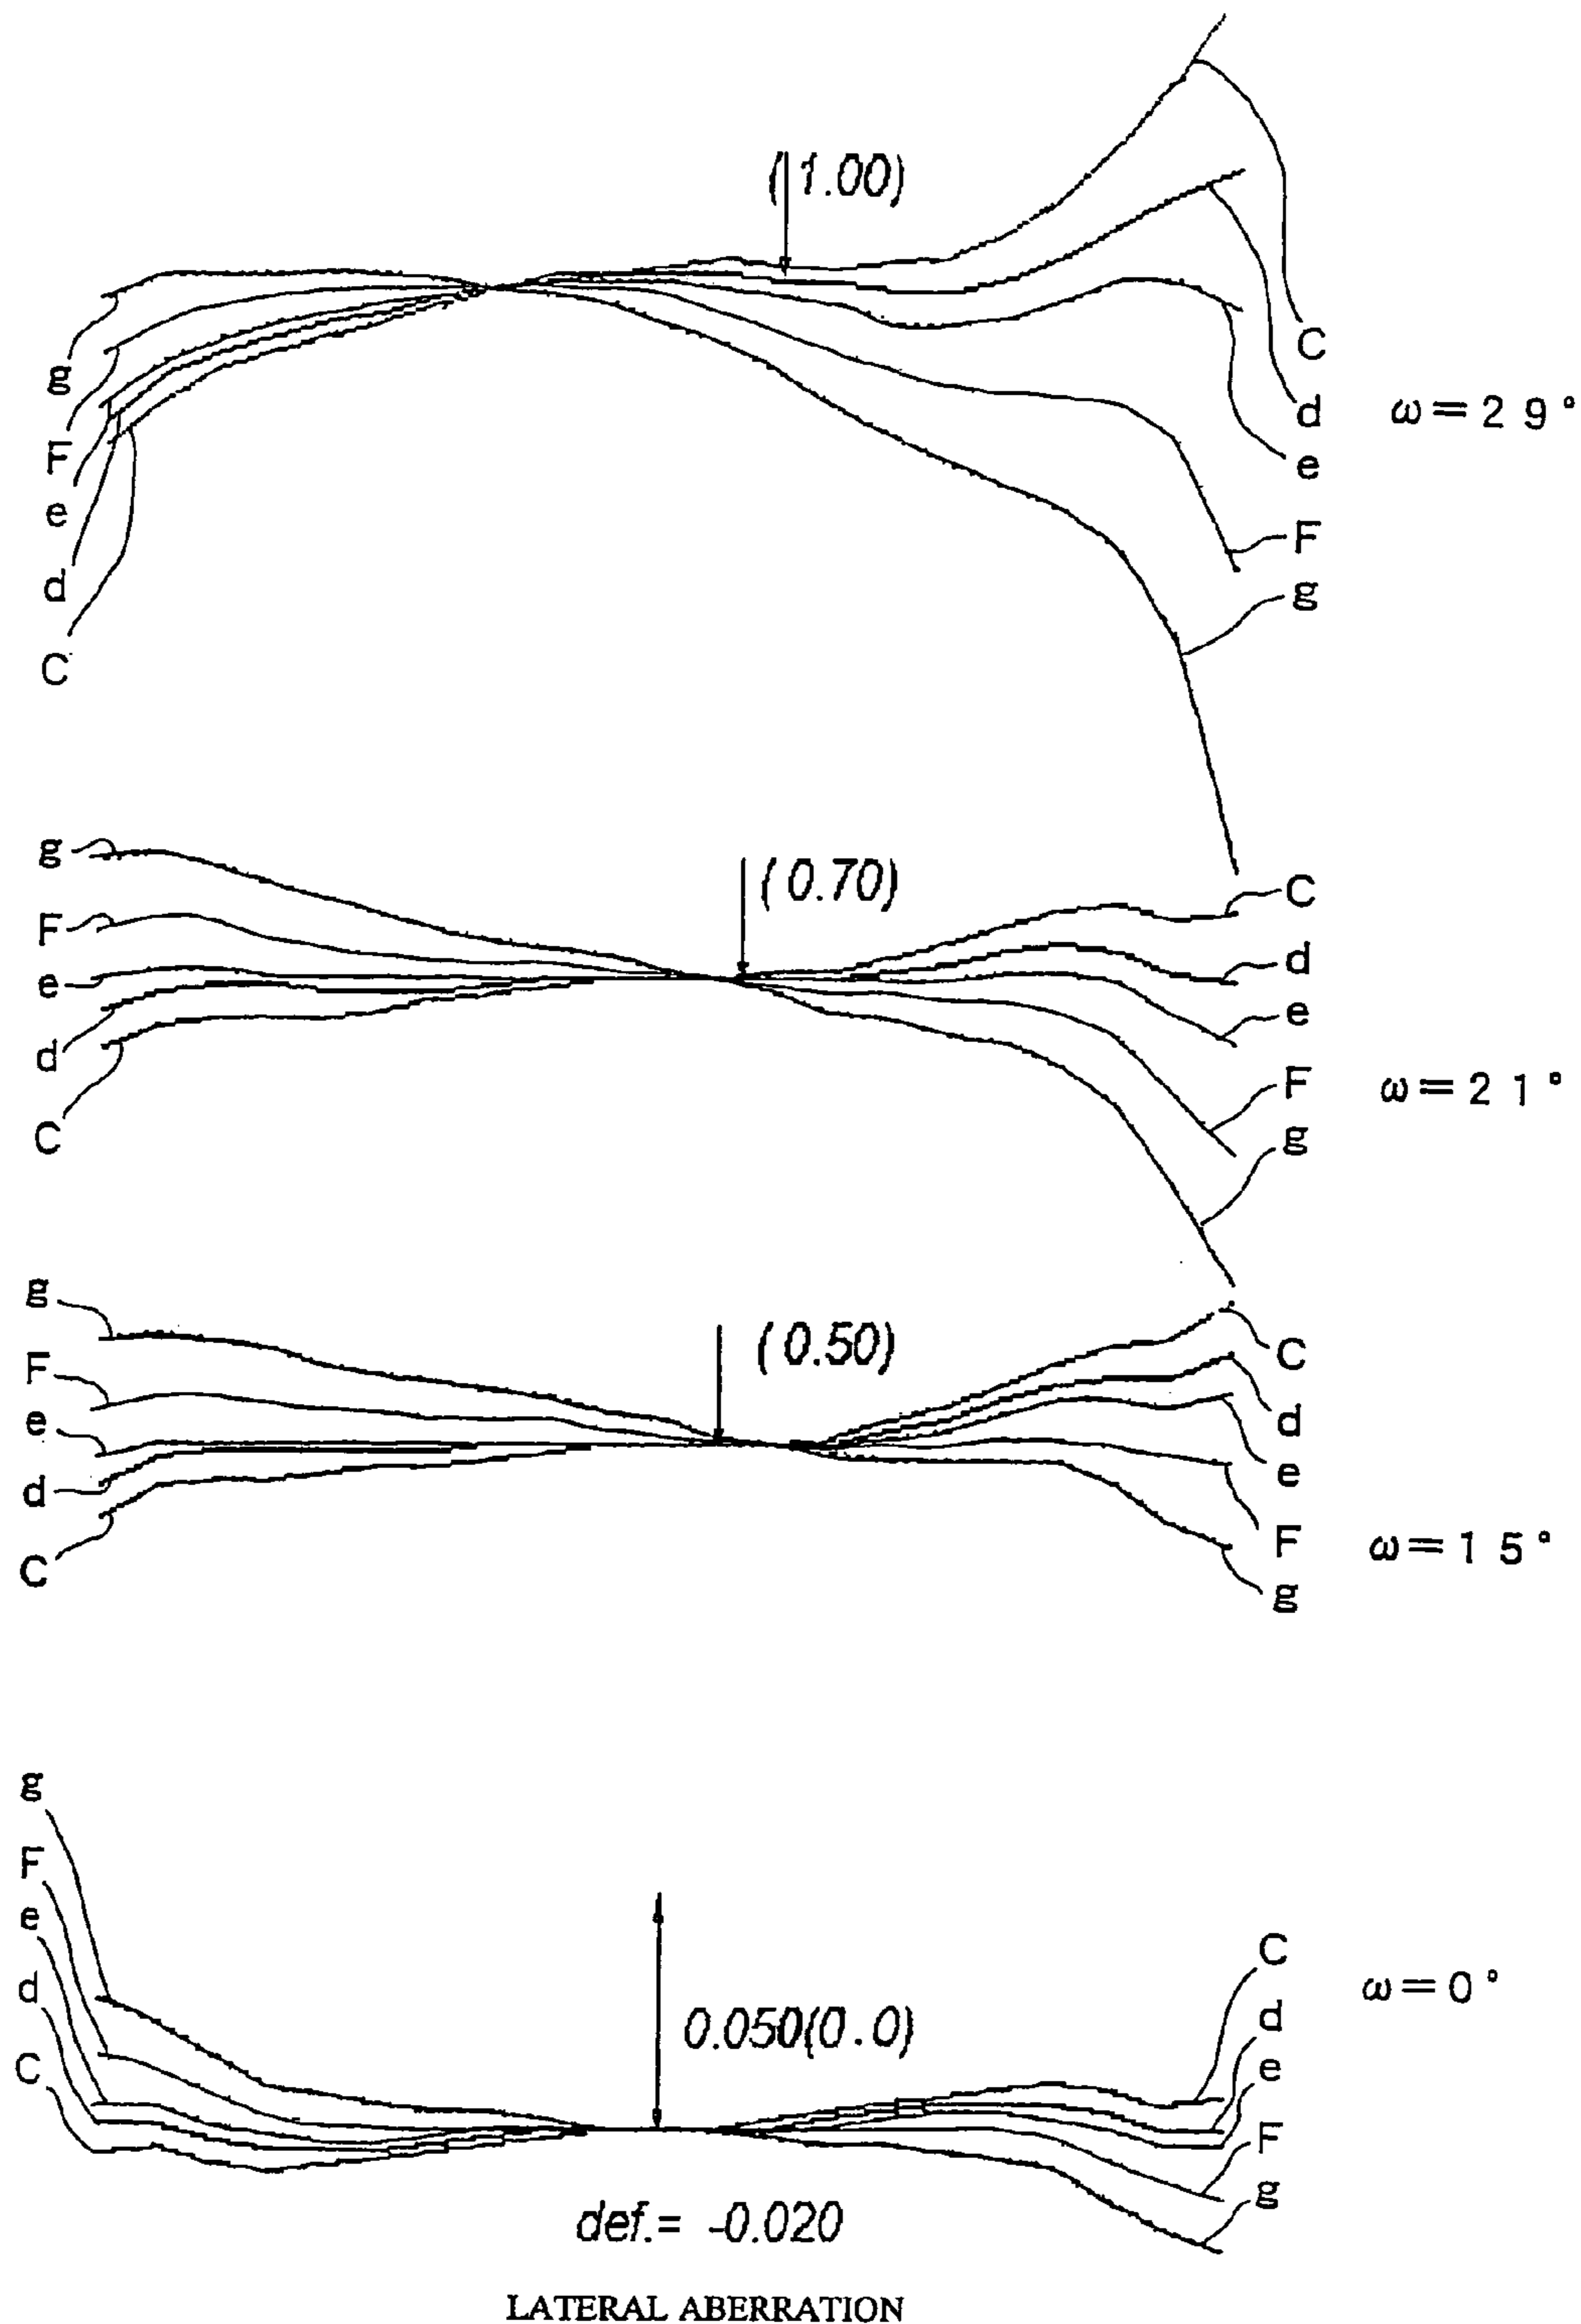 (1.00)
g
F
e
d
C
C
d
e
F
g
ω=29°
(0.70)
g
F
e
d
C
C
d
e
F
g
ω=21°
(0.50)
g
F
e
d
C
C
d
e
F
g
ω=15°
g
F
e
d
C
0.050(0.0)
C
d
e
F
g
ω=0°
def.= -0.020
LATERAL ABERRATION